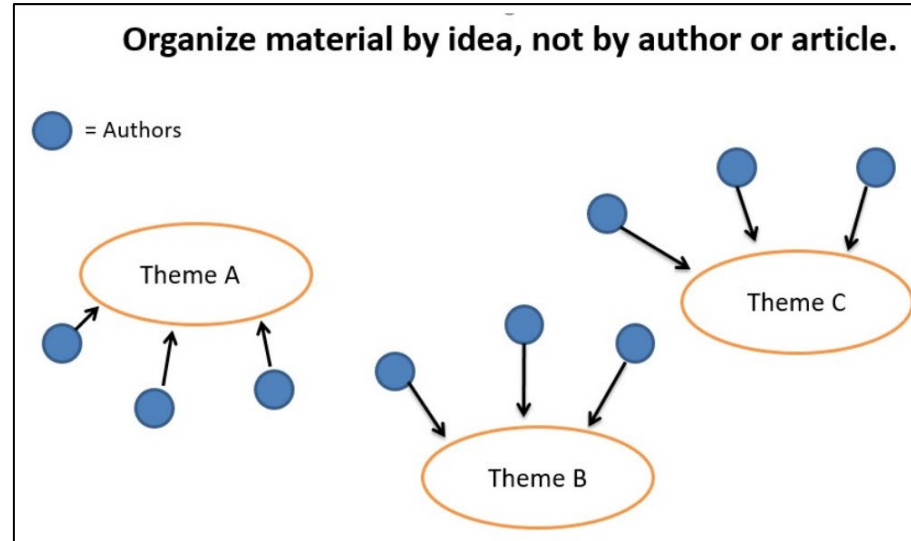 Organize material by idea, not by author or article.
= Authors
Theme A
Theme C
Theme B